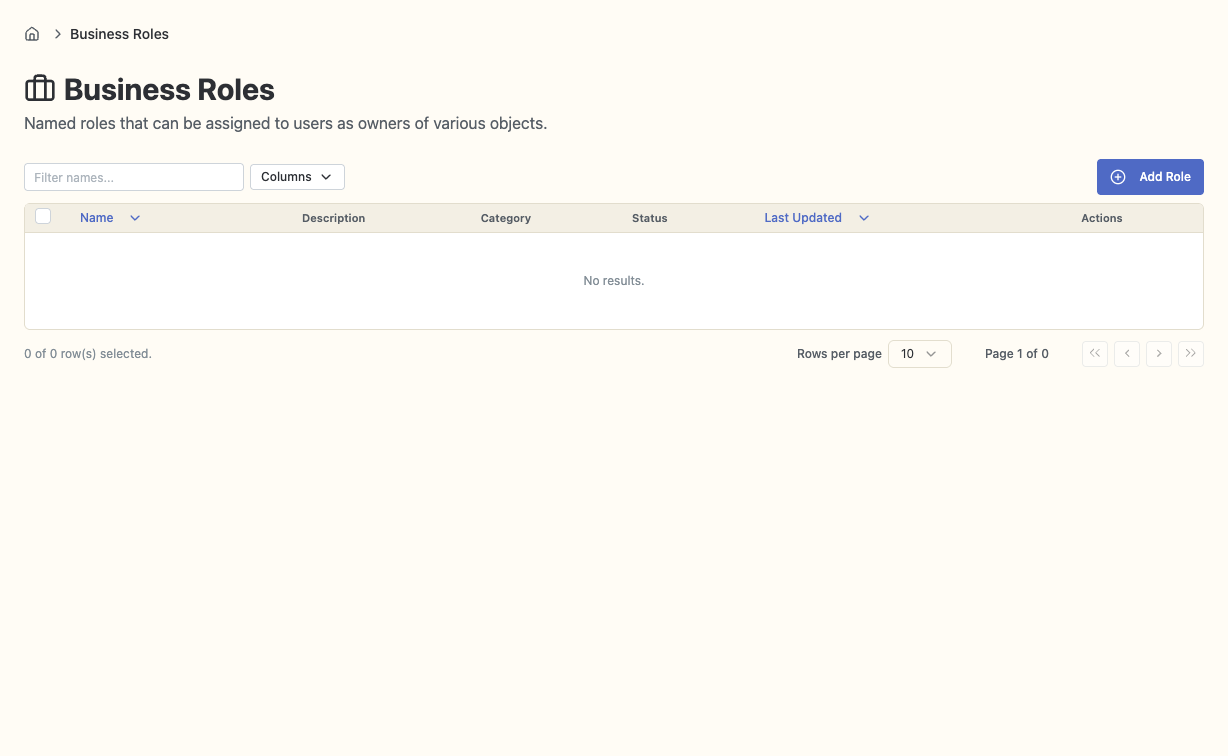 Business Roles
Business Roles
Named roles that can be assigned to users as owners of various objects.
Filter names...
Columns
Add Role
Name Description Category Status Last Updated Actions
No results.
0 of 0 row(s) selected.
Rows per page 10 Page 1 of 0